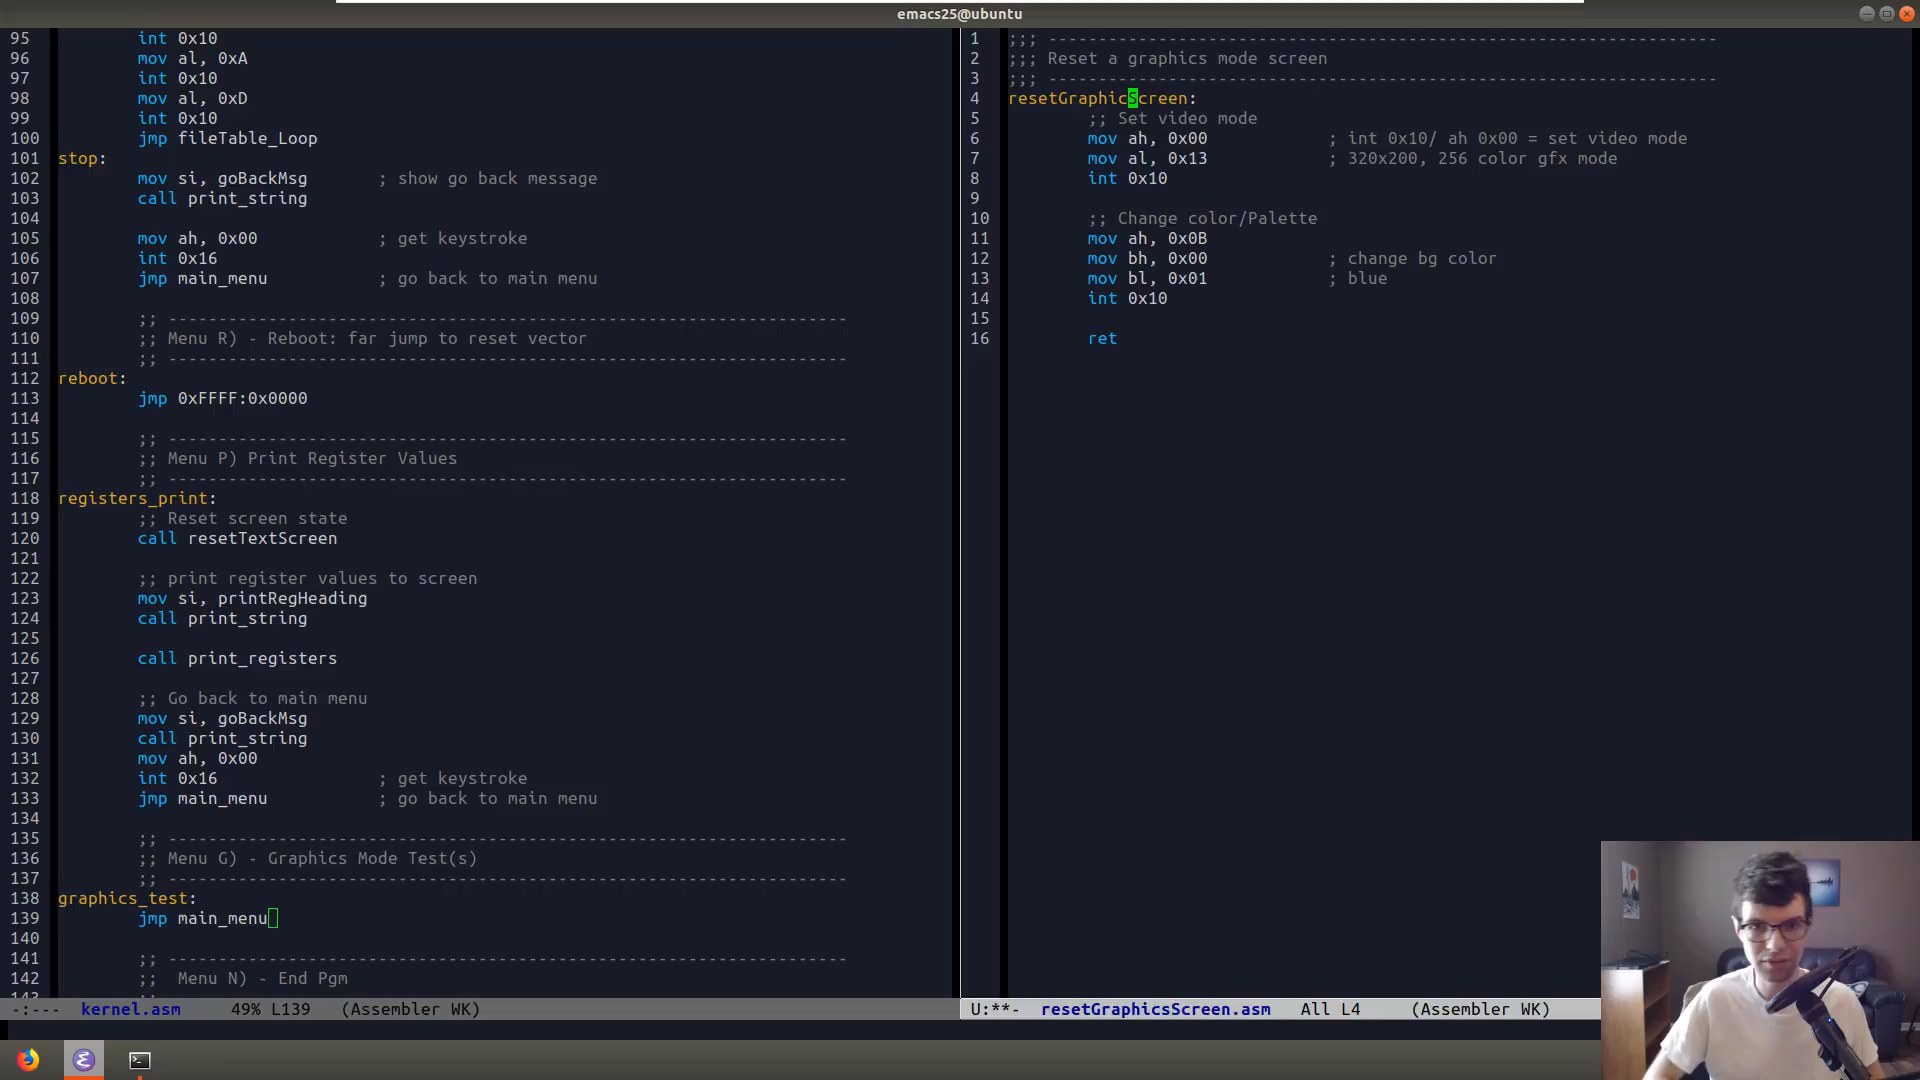 emacs25@ubuntu
95 int 0x10
96 mov al, 0xA
97 int 0x10
98 mov al, 0xD
99 int 0x10
100 jmp fileTable_Loop
101 stop:
102 mov si, goBackMsg ; show go back message
103 call print_string
104
105 mov ah, 0x00 ; get keystroke
106 int 0x16
107 jmp main_menu ; go back to main menu
108
109 ;; --------------------------------------------------------------------
110 ;; Menu R) - Reboot: far jump to reset vector
111 ;; --------------------------------------------------------------------
112 reboot:
113 jmp 0xFFFF:0x0000
114
115 ;; --------------------------------------------------------------------
116 ;; Menu P) Print Register Values
117 ;; --------------------------------------------------------------------
118 registers_print:
119 ;; Reset screen state
120 call resetTextScreen
121
122 ;; print register values to screen
123 mov si, printRegHeading
124 call print_string
125
126 call print_registers
127
128 ;; Go back to main menu
129 mov si, goBackMsg
130 call print_string
131 mov ah, 0x00
132 int 0x16 ; get keystroke
133 jmp main_menu ; go back to main menu
134
135 ;; --------------------------------------------------------------------
136 ;; Menu G) - Graphics Mode Test(s)
137 ;; --------------------------------------------------------------------
138 graphics_test:
139 jmp main_menu
140
141 ;; --------------------------------------------------------------------
142 ;; Menu N) - End Pgm
-:--- kernel.asm 49% L139 (Assembler WK)
1 ;;; -------------------------------------------------------------------
2 ;;; Reset a graphics mode screen
3 ;;; -------------------------------------------------------------------
4 resetGraphicScreen:
5 ;; Set video mode
6 mov ah, 0x00 ; int 0x10/ ah 0x00 = set video mode
7 mov al, 0x13 ; 320x200, 256 color gfx mode
8 int 0x10
9
10 ;; Change color/Palette
11 mov ah, 0x0B
12 mov bh, 0x00 ; change bg color
13 mov bl, 0x01 ; blue
14 int 0x10
15
16 ret
U:**- resetGraphicsScreen.asm All L4 (Assembler WK)